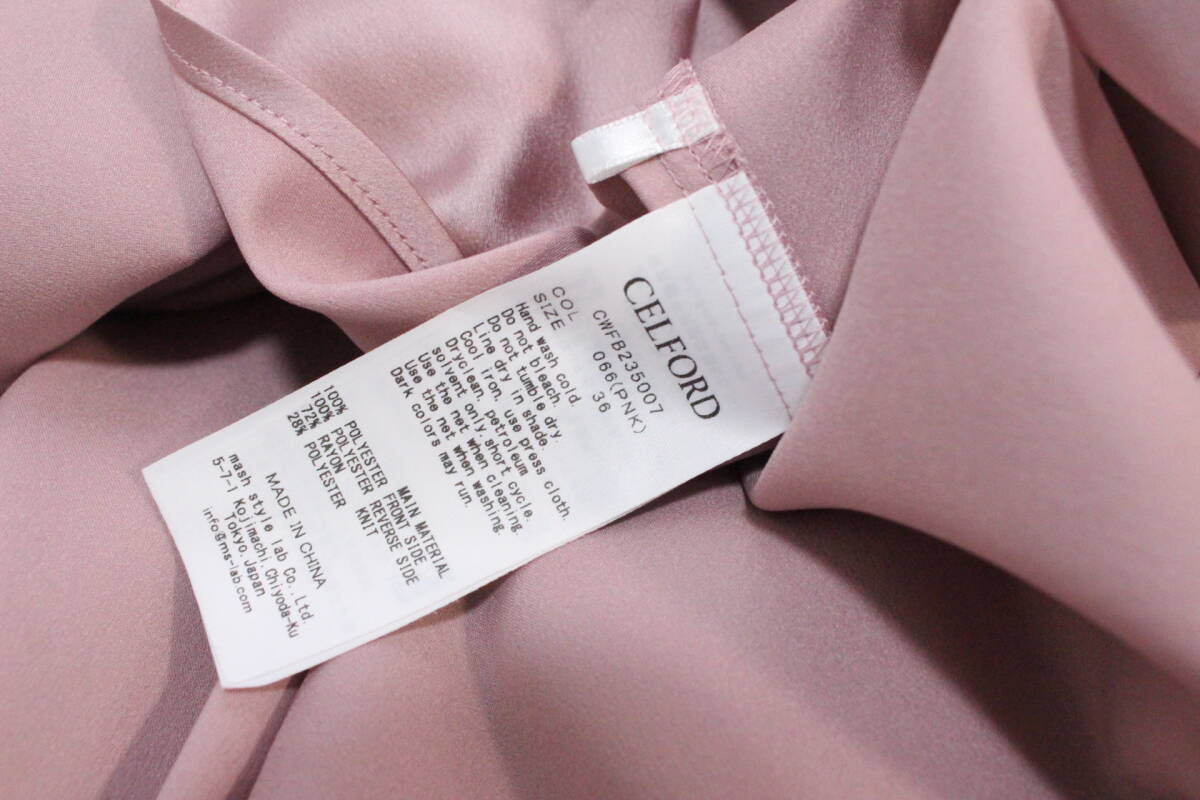 CELFORD
CWFB235007
COL 066(PNK)
SIZE 36
Hand wash cold
Do not bleach.
Do not tumble dry.
Line dry in shade.
Cool iron, use press cloth.
Dryclean, petroleum
solvent only, short cycle.
Use the net when cleaning.
Use the net when washing.
Dark colors may run.
MAIN MATERIAL
100% POLYESTER FRONT SIDE
100% POLYESTER REVERSE SIDE
72% RAYON KNIT
28% POLYESTER
MADE IN CHINA
mash style lab Co.,Ltd.
5-7-1 Kojimachi, Chiyoda-Ku
Tokyo, Japan
info@ms-lab.com